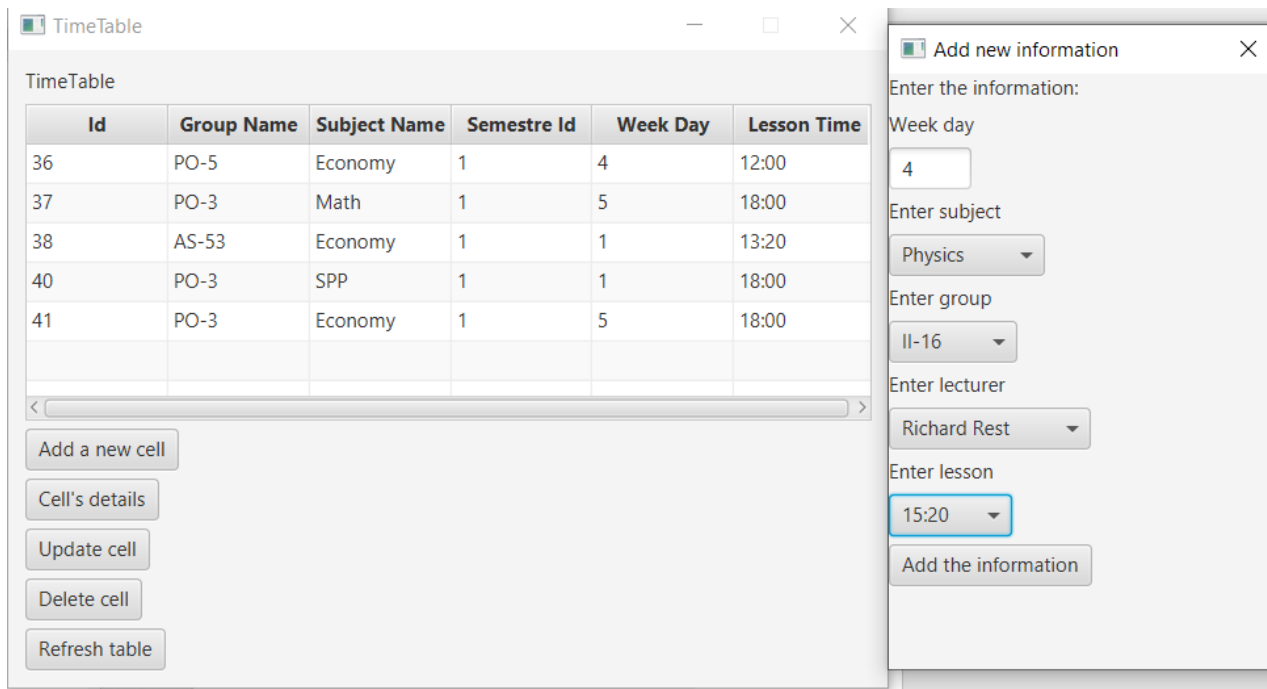 TimeTable
TimeTable
Id Group Name Subject Name Semestre Id Week Day Lesson Time
36 PO-5 Economy 1 4 12:00
37 PO-3 Math 1 5 18:00
38 AS-53 Economy 1 1 13:20
40 PO-3 SPP 1 1 18:00
41 PO-3 Economy 1 5 18:00
Add a new cell
Cell's details
Update cell
Delete cell
Refresh table
Add new information
Enter the information:
Week day
4
Enter subject
Physics
Enter group
II-16
Enter lecturer
Richard Rest
Enter lesson
15:20
Add the information